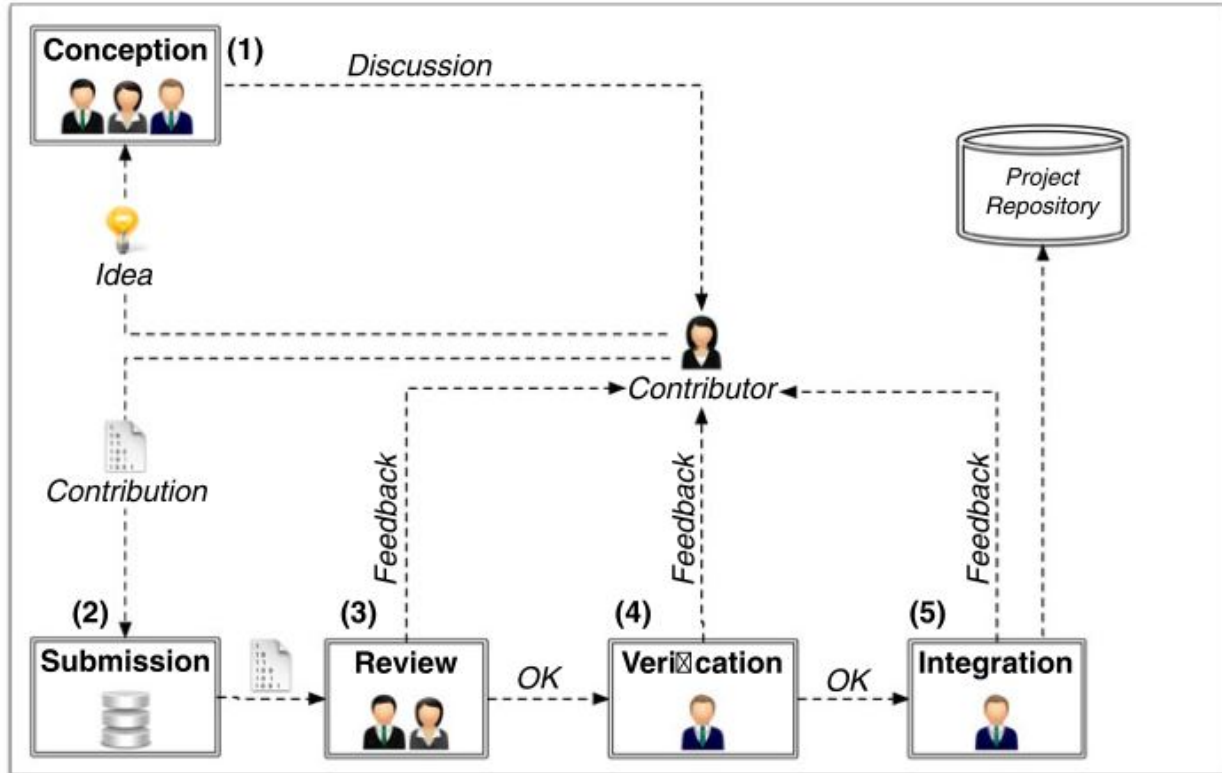 Conception (1)
Discussion
Project
Repository
Idea
Contributor
Contribution
Feedback
Feedback
Feedback
(2)
(3)
(4)
(5)
Submission
Review
OK
Veri☒cation
OK
Integration